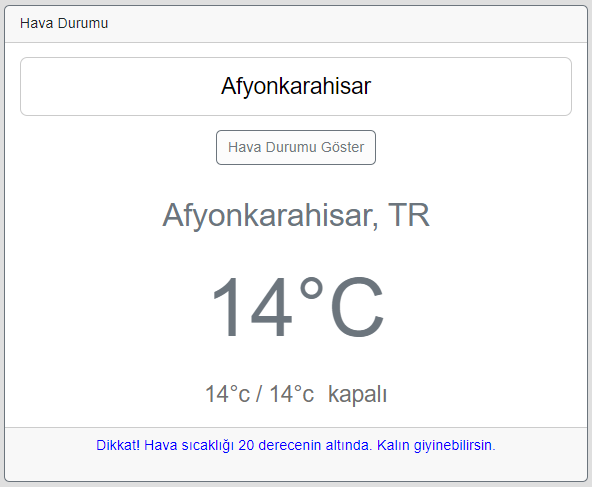 Hava Durumu
Afyonkarahisar
Hava Durumu Göster
Afyonkarahisar, TR
14°C
14°c / 14°c kapalı
Dikkat! Hava sıcaklığı 20 derecenin altında. Kalın giyinebilirsin.